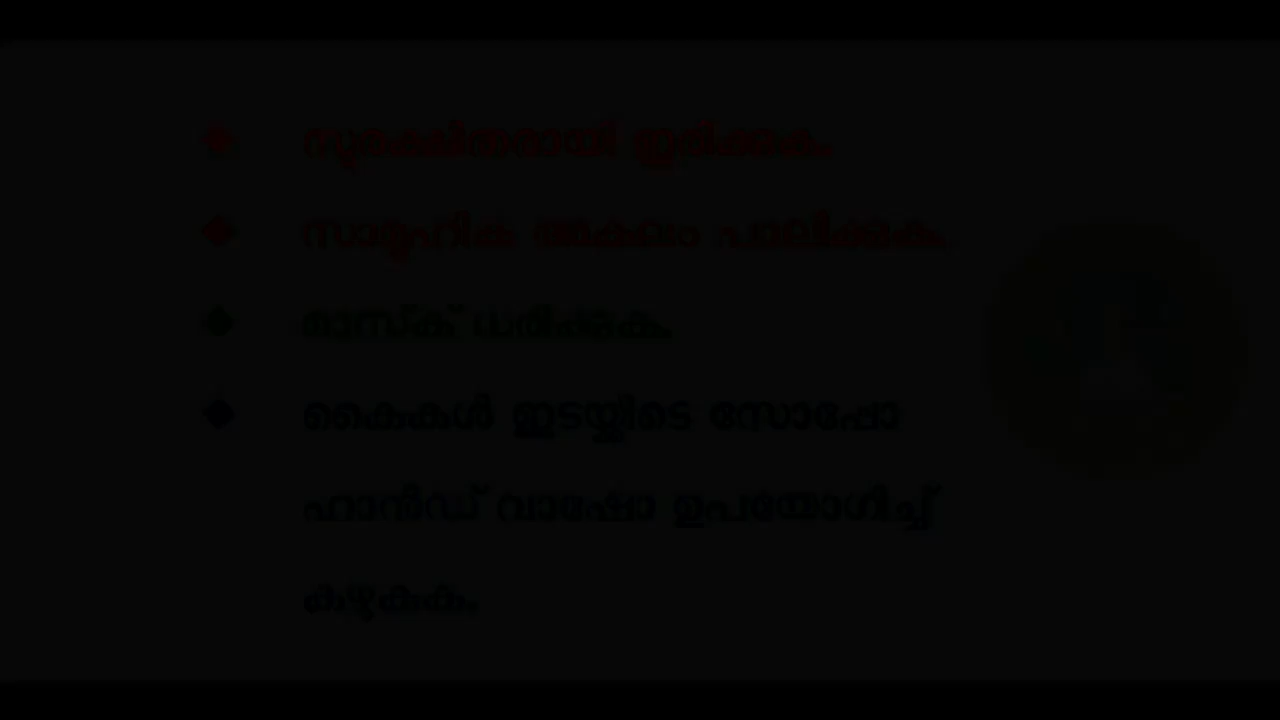 സുരക്ഷിതരായി ഇരിക്കുക.
സാമൂഹിക അകലം പാലിക്കുക.
മാസ്ക് ധരിക്കുക.
കൈകൾ ഇടയ്ക്കിടെ സോപ്പോ
ഹാൻഡ് വാഷോ ഉപയോഗിച്ച്
കഴുകുക.